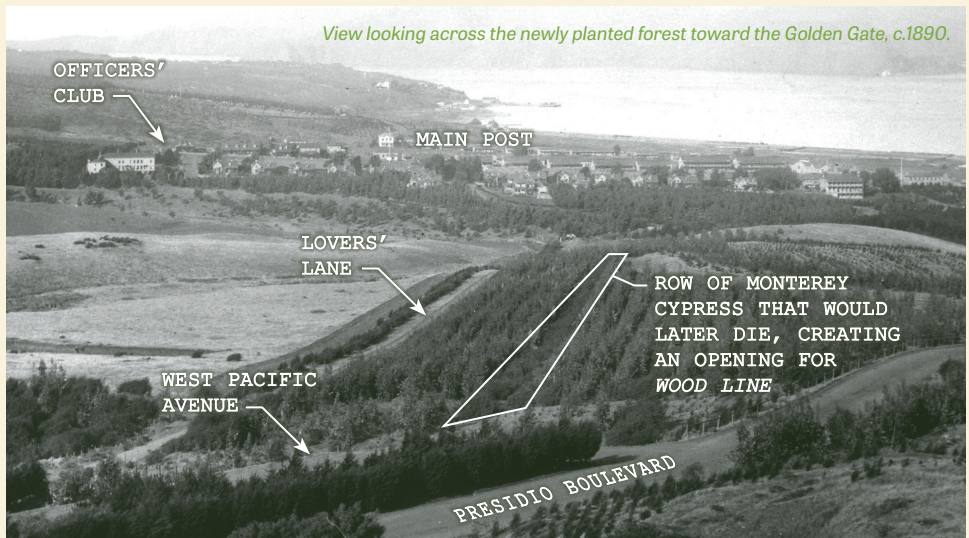 View looking across the newly planted forest toward the Golden Gate, c.1890.
OFFICERS’
CLUB
MAIN POST
LOVERS’
LANE
ROW OF MONTEREY
CYPRESS THAT WOULD
LATER DIE, CREATING
AN OPENING FOR
WOOD LINE
WEST PACIFIC
AVENUE
PRESIDIO BOULEVARD